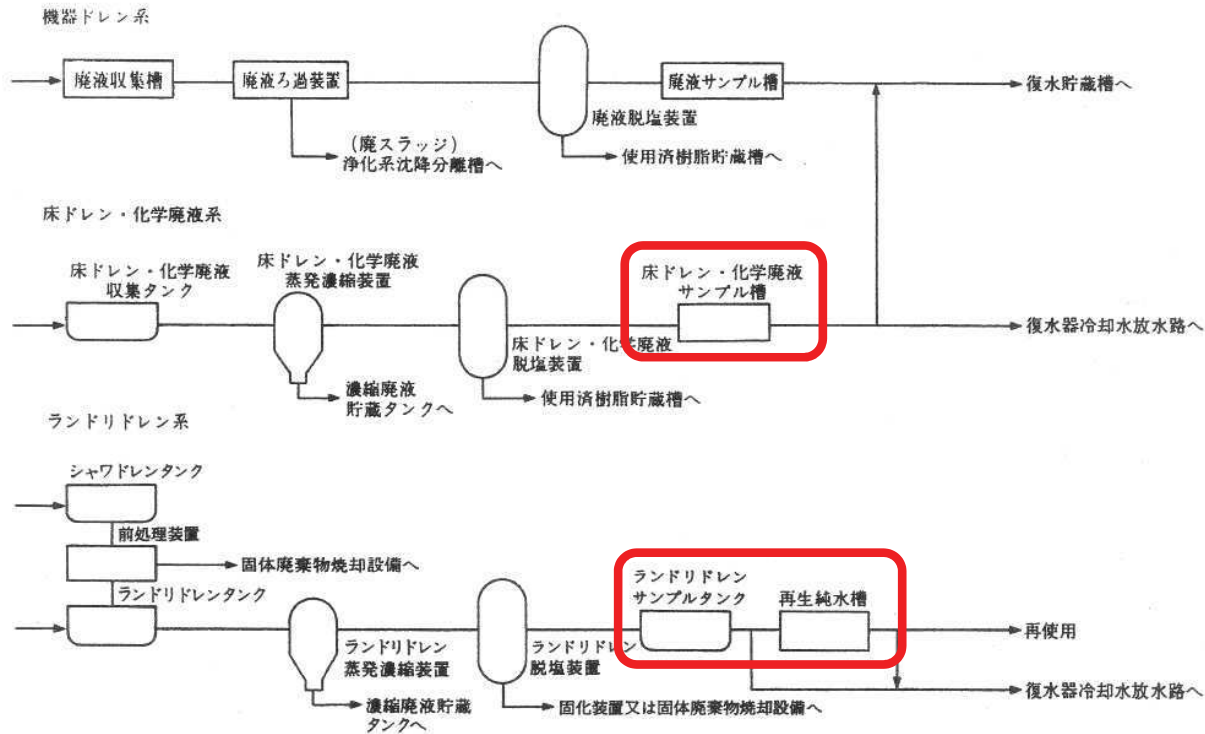 機器ドレン系
廃液収集槽
廃液ろ過装置
廃液サンプル槽
復水貯蔵槽へ
廃液脱塩装置
(廃スラッジ)
浄化系沈降分離槽へ
使用済樹脂貯蔵槽へ
床ドレン・化学廃液系
床ドレン・化学廃液
収集タンク
床ドレン・化学廃液
蒸発濃縮装置
床ドレン・化学廃液
サンプル槽
復水器冷却水放水路へ
床ドレン・化学廃液
脱塩装置
濃縮廃液
貯蔵タンクへ
使用済樹脂貯蔵槽へ
ランドリドレン系
シャワドレンタンク
前処理装置
固体廃棄物焼却設備へ
ランドリドレンタンク
ランドリドレン
サンプルタンク
再生純水槽
再使用
ランドリドレン
蒸発濃縮装置
ランドリドレン
脱塩装置
復水器冷却水放水路へ
濃縮廃液貯蔵
タンクへ
固化装置又は固体廃棄物焼却設備へ